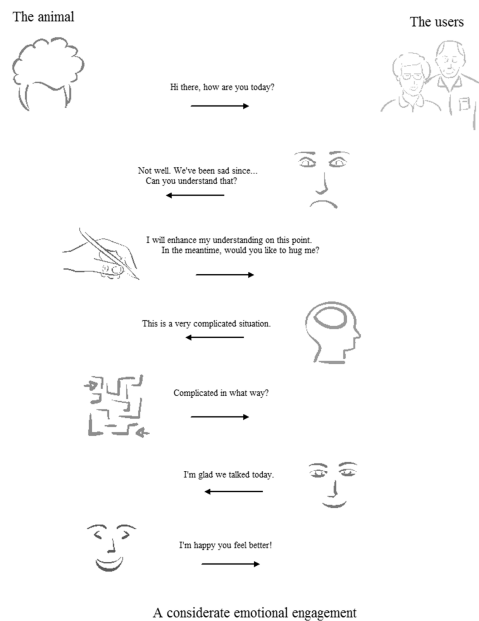 The animal
The users
Hi there, how are you today?
Not well. We've been sad since...
Can you understand that?
I will enhance my understanding on this point.
In the meantime, would you like to hug me?
This is a very complicated situation.
Complicated in what way?
I'm glad we talked today.
I'm happy you feel better!
A considerate emotional engagement